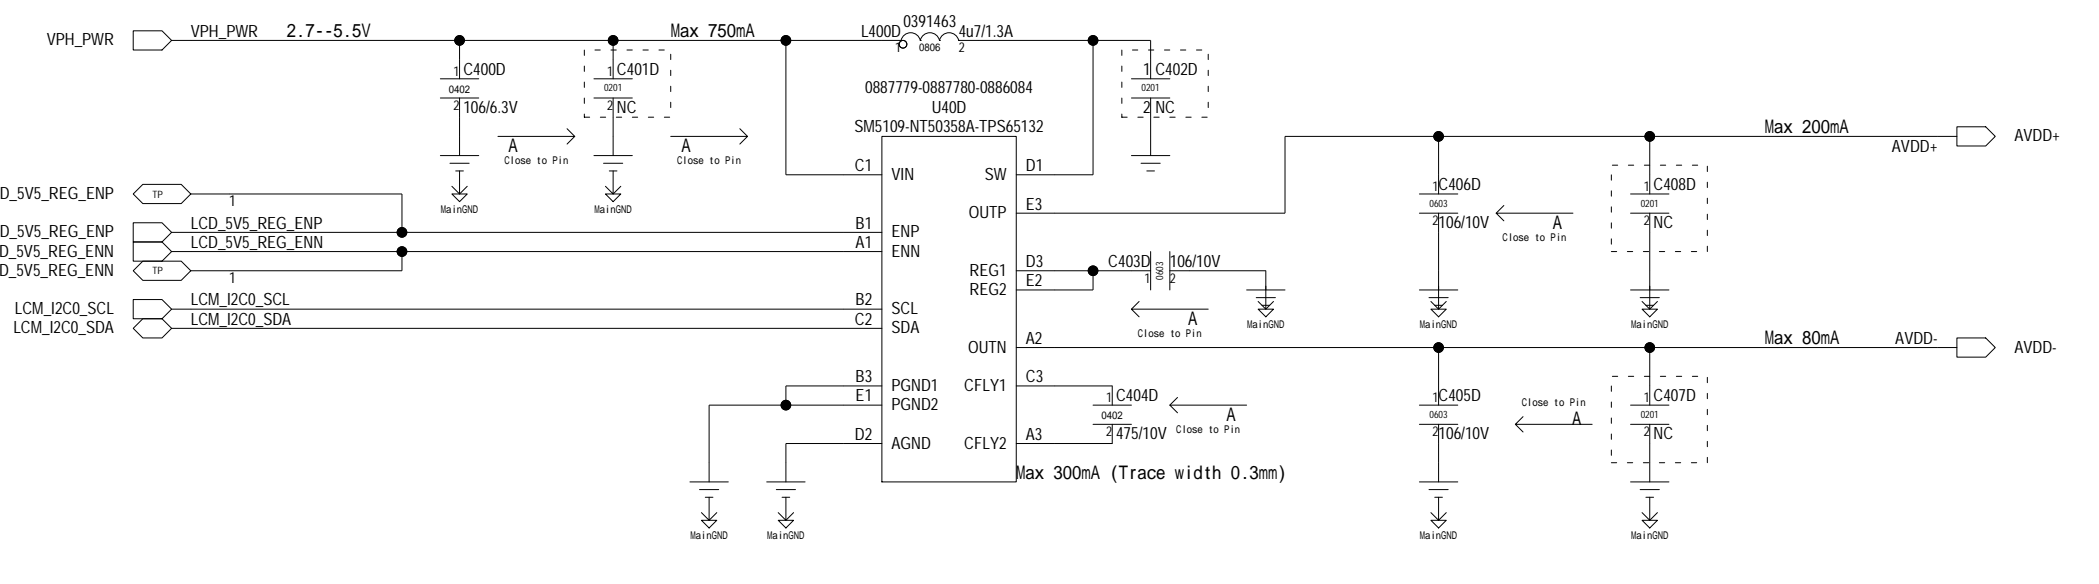 VPH_PWR
VPH_PWR 2.7--5.5V
Max 750mA
L400D
0391463
4u7/1.3A
1 0806 2
1 C400D
0402
2 106/6.3V
MainGND
1 C401D
0201
2 NC
MainGND
A
Close to Pin
A
Close to Pin
1 C402D
0201
2 NC
0887779-0887780-0886084
U40D
SM5109-NT50358A-TPS65132
C1 VIN
SW D1
OUTP E3
B1 ENP
A1 ENN
REG1 D3
REG2 E2
B2 SCL
C2 SDA
OUTN A2
B3 PGND1
E1 PGND2
CFLY1 C3
D2 AGND
CFLY2 A3
D_5V5_REG_ENP TP 1
D_5V5_REG_ENP LCD_5V5_REG_ENP
D_5V5_REG_ENN LCD_5V5_REG_ENN
D_5V5_REG_ENN TP 1
LCM_I2C0_SCL LCM_I2C0_SCL
LCM_I2C0_SDA LCM_I2C0_SDA
MainGND
MainGND
C403D 106/10V
1 0603 2
A
Close to Pin
MainGND
1 C404D
0402
2 475/10V
A
Close to Pin
Max 300mA (Trace width 0.3mm)
Max 200mA
AVDD+
AVDD+
1 C406D
0603
2 106/10V
A
Close to Pin
MainGND
1 C408D
0201
2 NC
MainGND
Max 80mA
AVDD-
AVDD-
1 C405D
0603
2 106/10V
Close to Pin
A
MainGND
1 C407D
0201
2 NC
MainGND